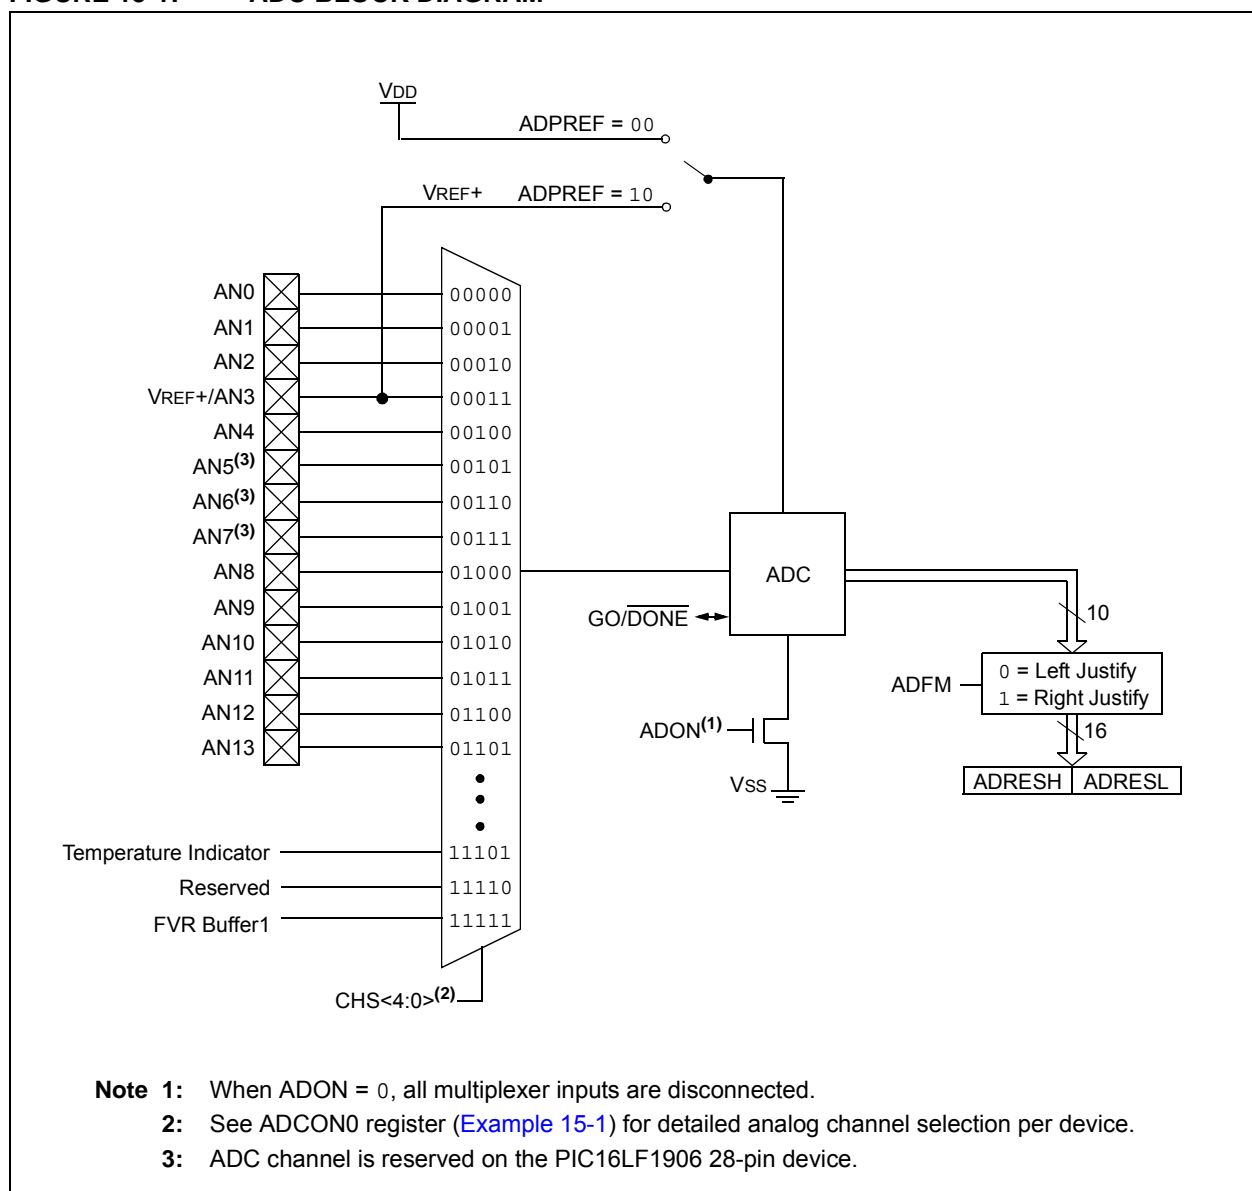 VDD
ADPREF = 00
VREF+ ADPREF = 10
AN0 00000
AN1 00001
AN2 00010
VREF+/AN3 00011
AN4 00100
AN5(3) 00101
AN6(3) 00110
AN7(3) 00111
AN8 01000
AN9 01001
AN10 01010
AN11 01011
AN12 01100
AN13 01101
Temperature Indicator 11101
Reserved 11110
FVR Buffer1 11111
CHS<4:0>(2)
ADC
GO/DONE
ADON(1)
VSS
10
ADFM
0 = Left Justify
1 = Right Justify
16
ADRESH ADRESL
Note 1: When ADON = 0, all multiplexer inputs are disconnected.
2: See ADCON0 register (Example 15-1) for detailed analog channel selection per device.
3: ADC channel is reserved on the PIC16LF1906 28-pin device.